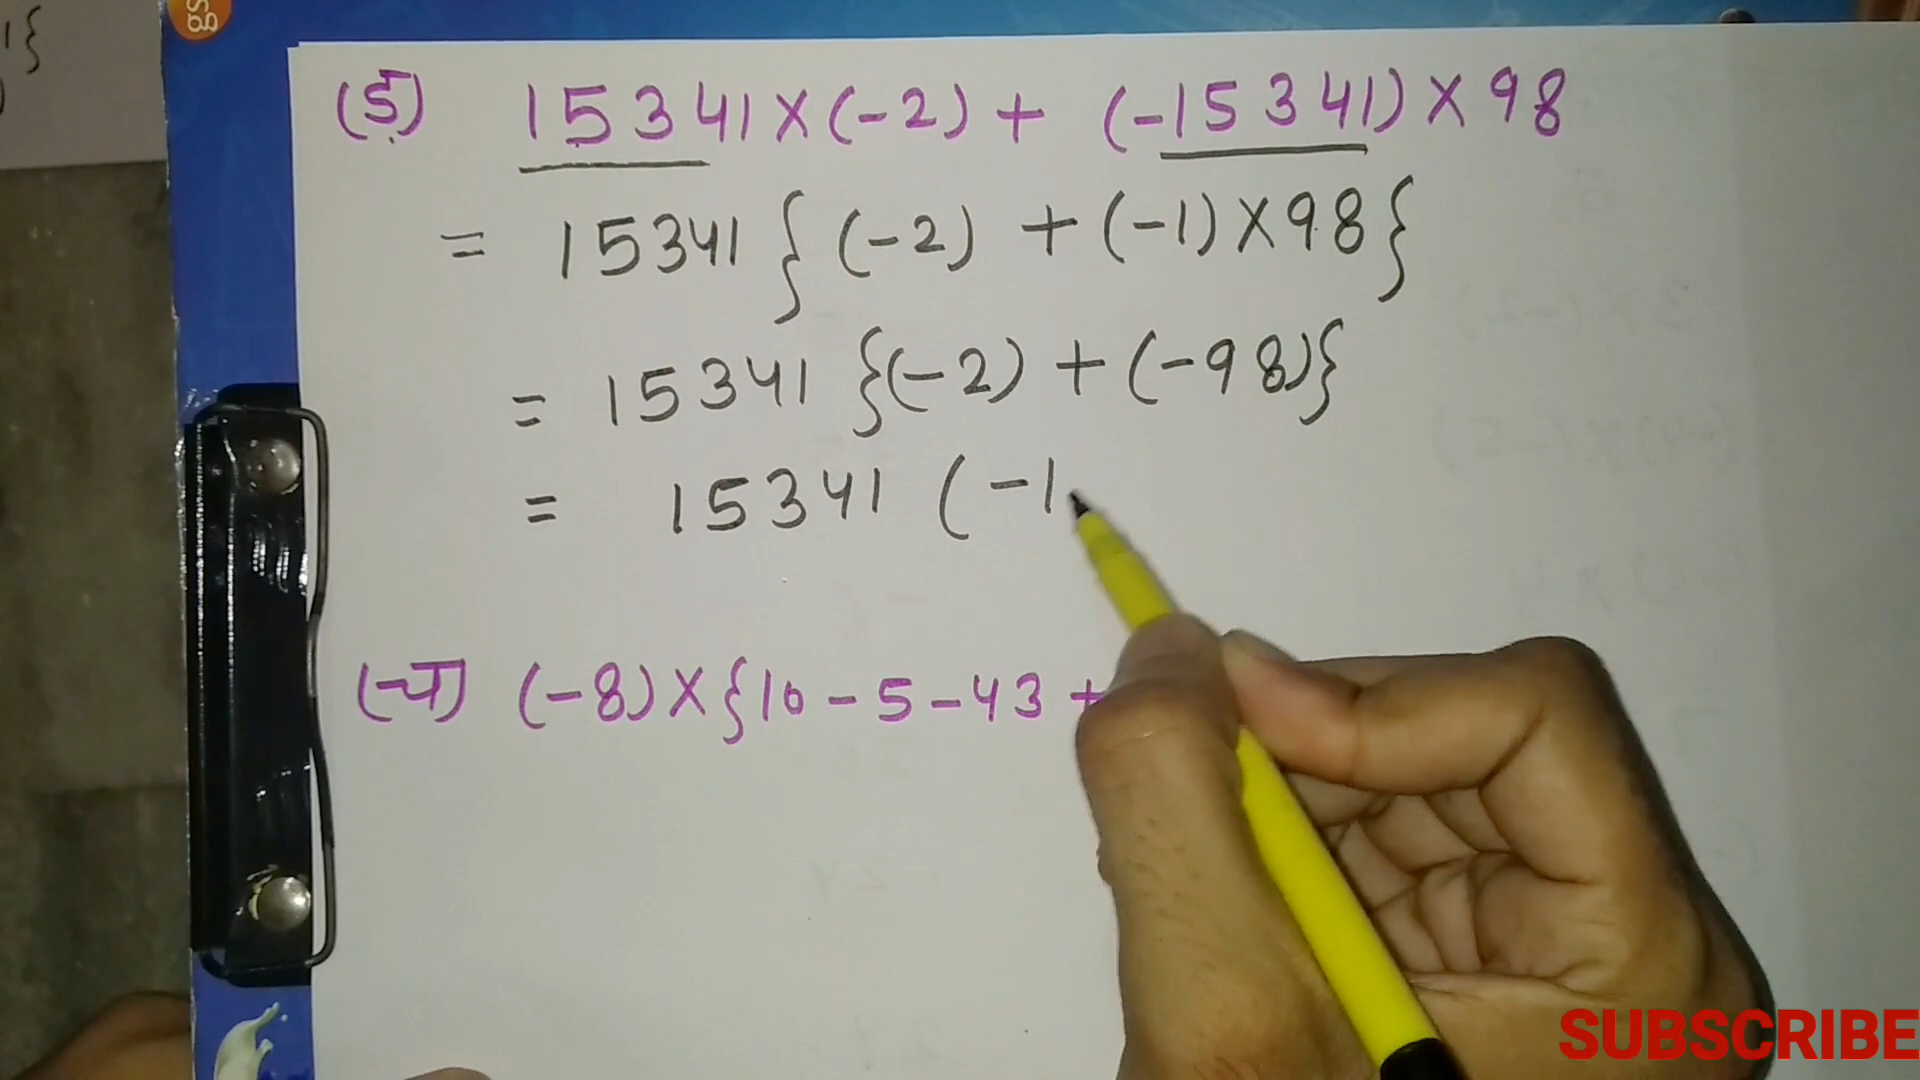 (ङ) 15341 × (-2) + (-15341) × 98
= 15341 { (-2) + (-1) × 98 }
= 15341 { (-2) + (-98) }
= 15341 ( -1
(च) (-8) × { 10 - 5 - 43 +
SUBSCRIBE